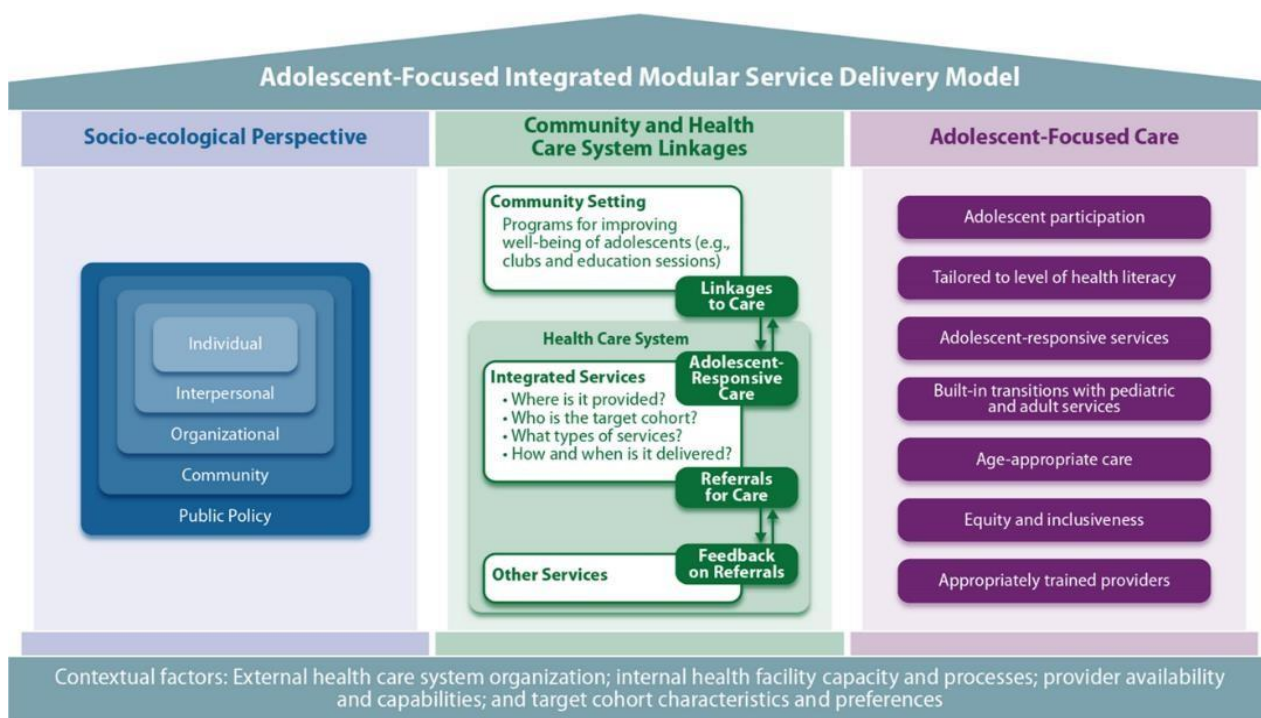 Adolescent-Focused Integrated Modular Service Delivery Model
Socio-ecological Perspective
Individual
Interpersonal
Organizational
Community
Public Policy
Community and Health
Care System Linkages
Community Setting
Programs for improving
well-being of adolescents (e.g.,
clubs and education sessions)
Linkages
to Care
Health Care System
Adolescent-
Responsive
Care
Integrated Services
• Where is it provided?
• Who is the target cohort?
• What types of services?
• How and when is it delivered?
Referrals
for Care
Feedback
on Referrals
Other Services
Adolescent-Focused Care
Adolescent participation
Tailored to level of health literacy
Adolescent-responsive services
Built-in transitions with pediatric
and adult services
Age-appropriate care
Equity and inclusiveness
Appropriately trained providers
Contextual factors: External health care system organization; internal health facility capacity and processes; provider availability
and capabilities; and target cohort characteristics and preferences